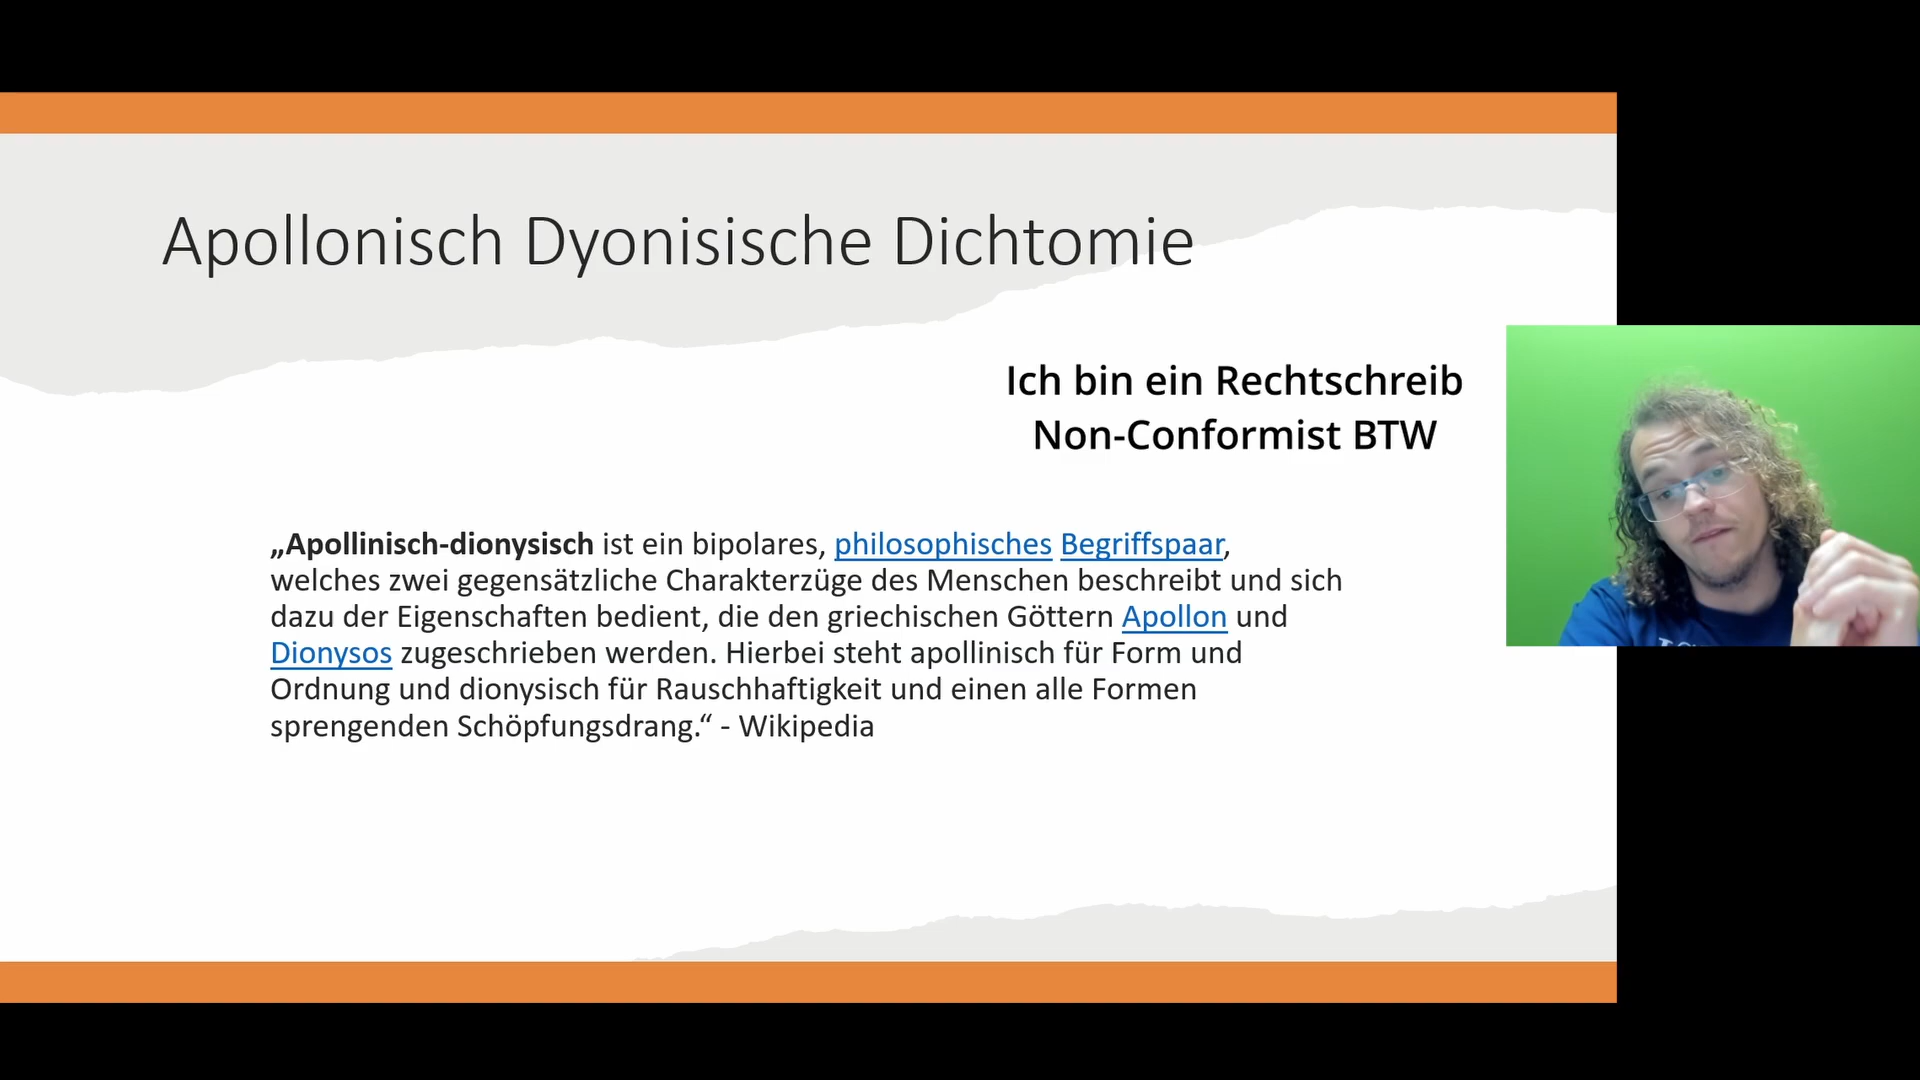 Apollonisch Dyonisische Dichtomie
Ich bin ein Rechtschreib
Non-Conformist BTW
„Apollinisch-dionysisch ist ein bipolares, philosophisches Begriffspaar,
welches zwei gegensätzliche Charakterzüge des Menschen beschreibt und sich
dazu der Eigenschaften bedient, die den griechischen Göttern Apollon und
Dionysos zugeschrieben werden. Hierbei steht apollinisch für Form und
Ordnung und dionysisch für Rauschhaftigkeit und einen alle Formen
sprengenden Schöpfungsdrang.“ - Wikipedia